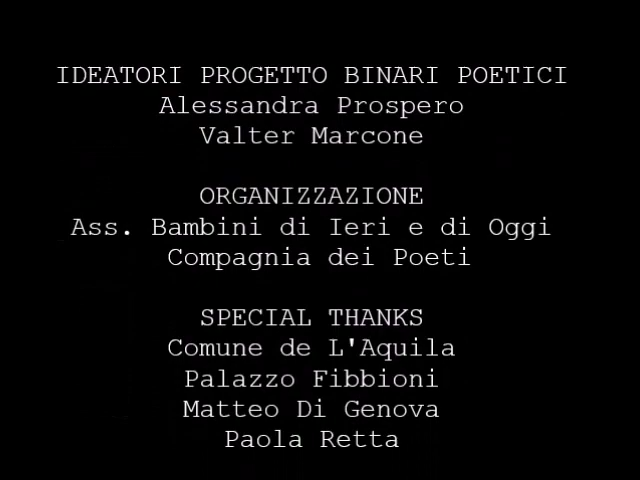 IDEATORI PROGETTO BINARI POETICI
Alessandra Prospero
Valter Marcone
ORGANIZZAZIONE
Ass. Bambini di Ieri e di Oggi
Compagnia dei Poeti
SPECIAL THANKS
Comune de L'Aquila
Palazzo Fibbioni
Matteo Di Genova
Paola Retta